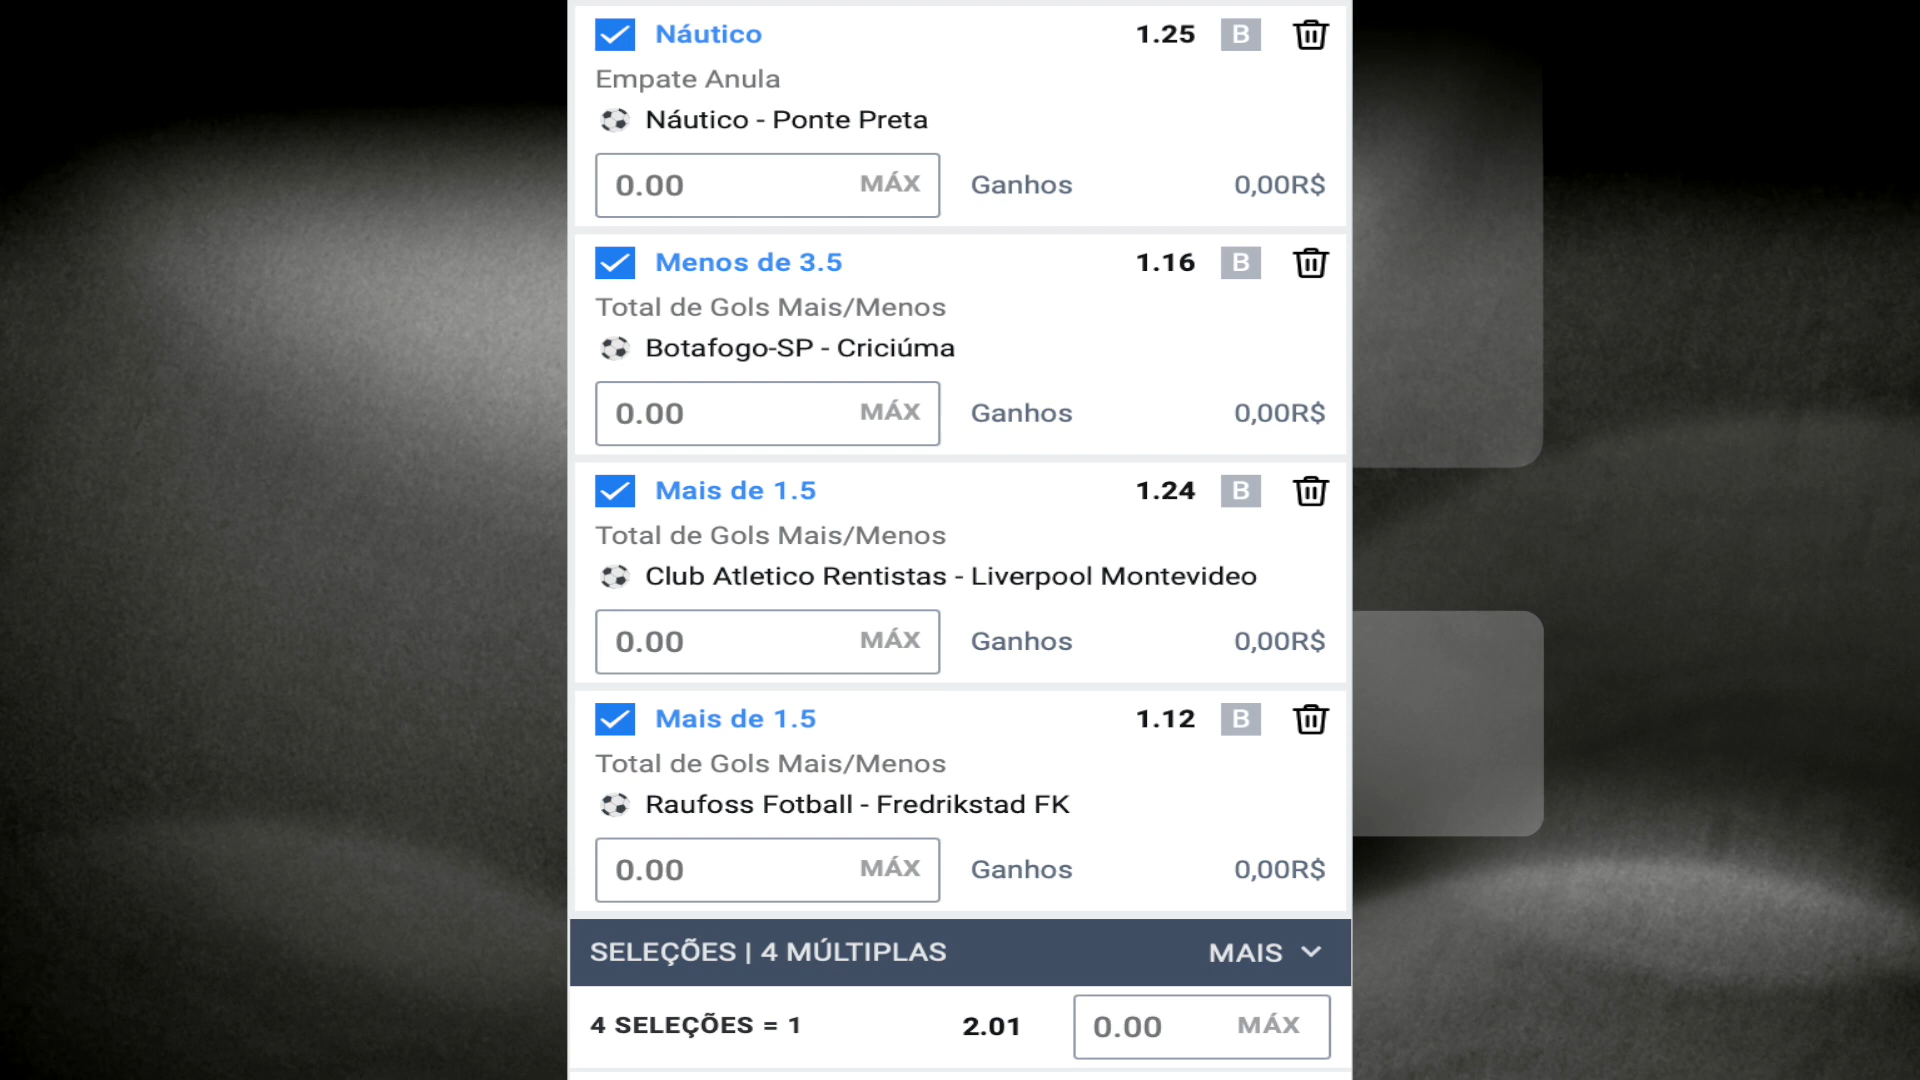 Náutico 1.25 B
Empate Anula
Náutico - Ponte Preta
0.00 MÁX Ganhos 0,00R$
Menos de 3.5 1.16 B
Total de Gols Mais/Menos
Botafogo-SP - Criciúma
0.00 MÁX Ganhos 0,00R$
Mais de 1.5 1.24 B
Total de Gols Mais/Menos
Club Atletico Rentistas - Liverpool Montevideo
0.00 MÁX Ganhos 0,00R$
Mais de 1.5 1.12 B
Total de Gols Mais/Menos
Raufoss Fotball - Fredrikstad FK
0.00 MÁX Ganhos 0,00R$
SELEÇÕES | 4 MÚLTIPLAS MAIS
4 SELEÇÕES = 1 2.01 0.00 MÁX